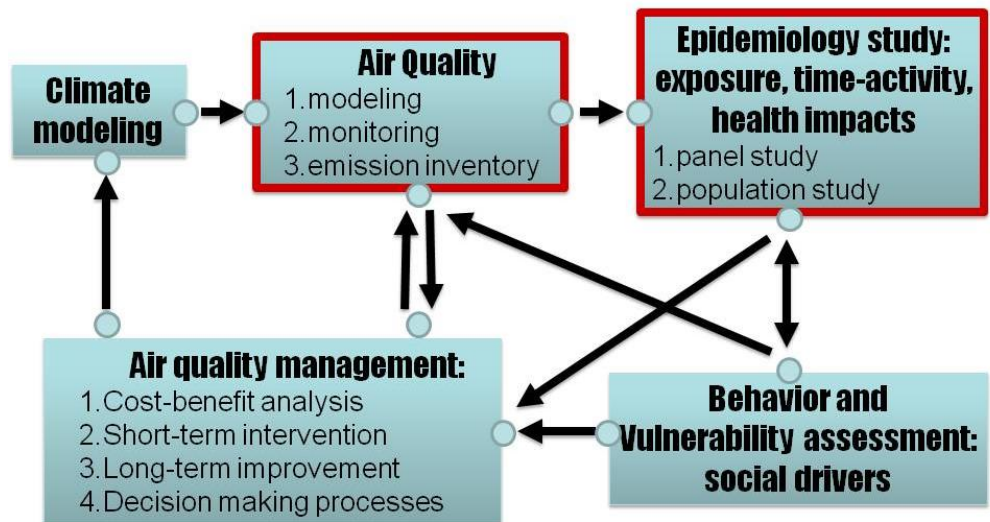 Climate
modeling
Air Quality
1. modeling
2. monitoring
3. emission inventory
Epidemiology study:
exposure, time-activity,
health impacts
1. panel study
2. population study
Air quality management:
1. Cost-benefit analysis
2. Short-term intervention
3. Long-term improvement
4. Decision making processes
Behavior and
Vulnerability assessment:
social drivers